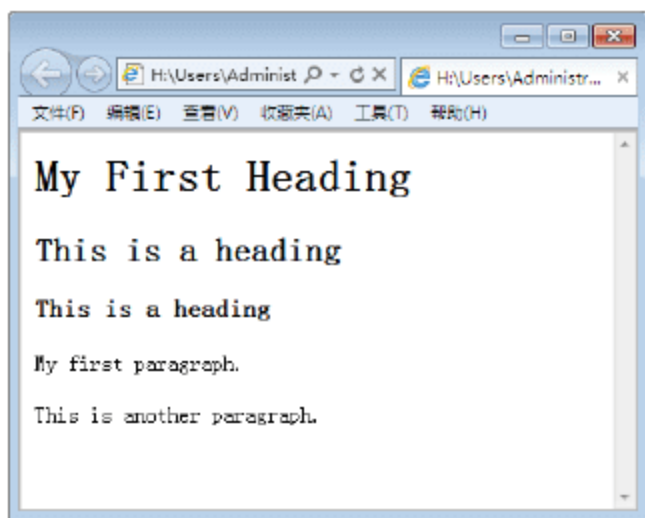 H:\Users\Administ
H:\Users\Administr...
文件(F) 编辑(E) 查看(V) 收藏夹(A) 工具(T) 帮助(H)
My First Heading
This is a heading
This is a heading
My first paragraph.
This is another paragraph.